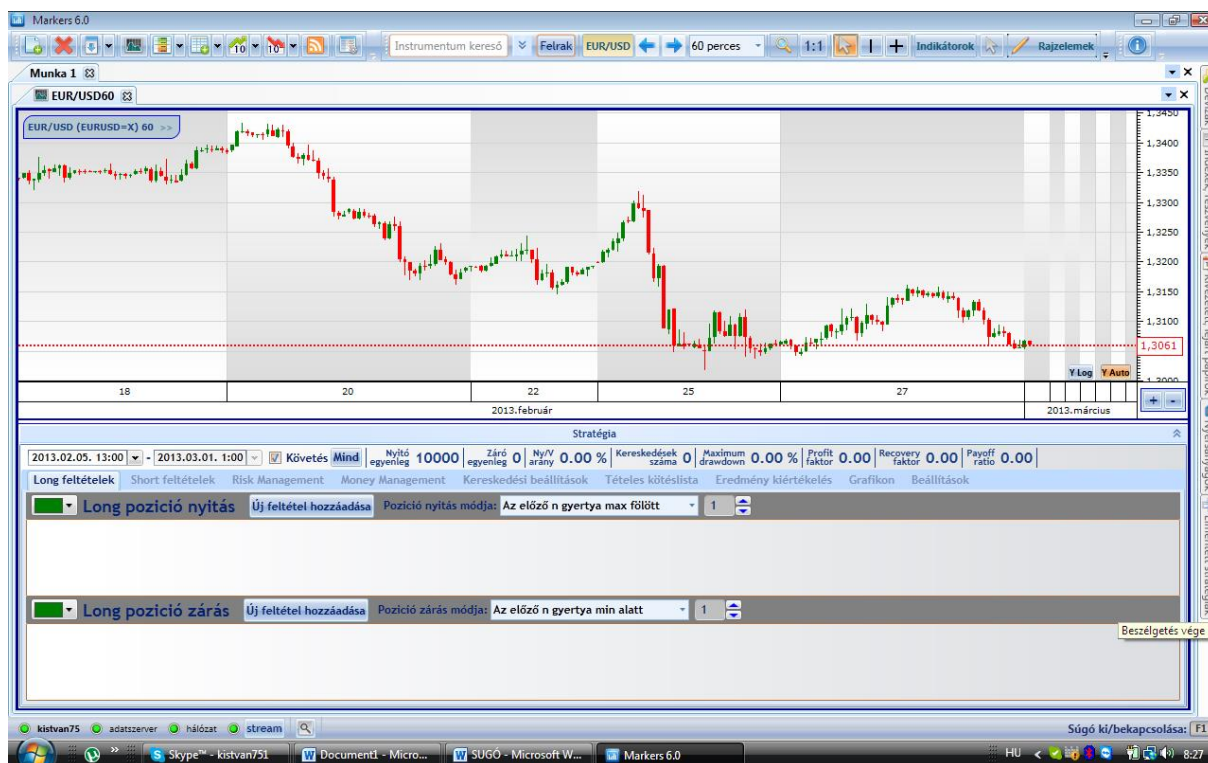 Markers 6.0
10 10 Instrumentum kereső Felrak EUR/USD 60 perces 1:1 Indikátorok Rajzelemek
Munka 1
EUR/USD60
EUR/USD (EURUSD=X) 60 >>
1,3450
1,3400
1,3350
1,3300
1,3250
1,3200
1,3150
1,3100
1,3061
1,3000
Y Log Y Auto
18 20 22 25 27
2013.február 2013.március
+ -
Stratégia
2013.02.05. 13:00 - 2013.03.01. 1:00 Követés Mind Nyitó egyenleg 10000 Záró egyenleg 0 Ny/V arány 0.00 % Kereskedések száma 0 Maximum drawdown 0.00 % Profit faktor 0.00 Recovery faktor 0.00 Payoff ratio 0.00
Long feltételek Short feltételek Risk Management Money Management Kereskedési beállítások Tételes kötéslista Eredmény kiértékelés Grafikon Beállítások
Long pozíció nyitás Új feltétel hozzáadása Pozíció nyitás módja: Az előző n gyertya max fölött 1
Long pozíció zárás Új feltétel hozzáadása Pozíció zárás módja: Az előző n gyertya min alatt 1
Beszélgetés vége
kistvan75 adatszerver hálózat stream Súgó ki/bekapcsolása: F1
Skype™ - kistvan751 Document1 - Micro... SUGÓ - Microsoft W... Markers 6.0 HU 8:27